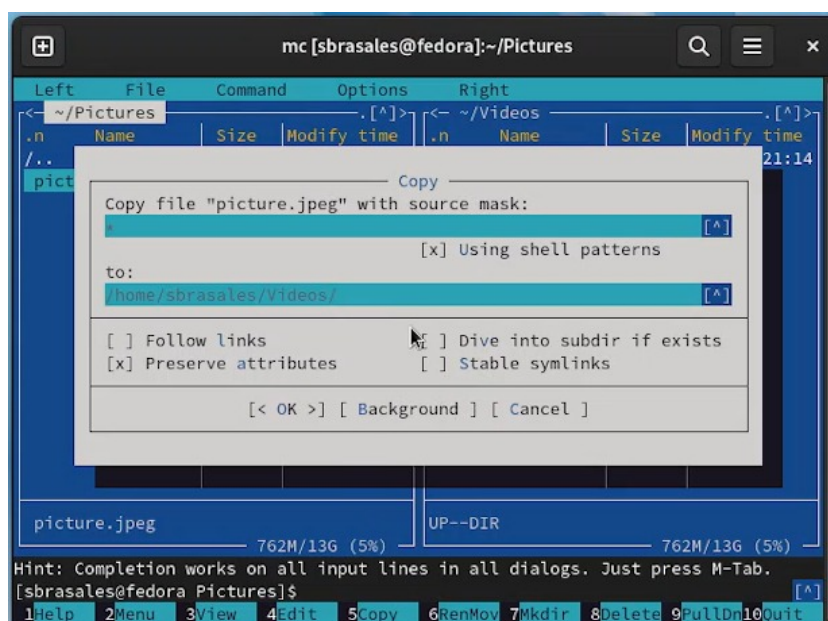 mc [sbrasales@fedora]:~/Pictures
Left File Command Options Right
<- ~/Pictures .[^]> <- ~/Videos .[^]>
.n Name Size Modify time .n Name Size Modify time
/.. 21:14
pict
Copy
Copy file "picture.jpeg" with source mask:
* [^]
[x] Using shell patterns
to:
/home/sbrasales/Videos/ [^]
[ ] Follow links [ ] Dive into subdir if exists
[x] Preserve attributes [ ] Stable symlinks
[< OK >] [ Background ] [ Cancel ]
picture.jpeg UP--DIR
762M/13G (5%) 762M/13G (5%)
Hint: Completion works on all input lines in all dialogs. Just press M-Tab.
[sbrasales@fedora Pictures]$ [^]
1Help 2Menu 3View 4Edit 5Copy 6RenMov 7Mkdir 8Delete 9PullDn 10Quit